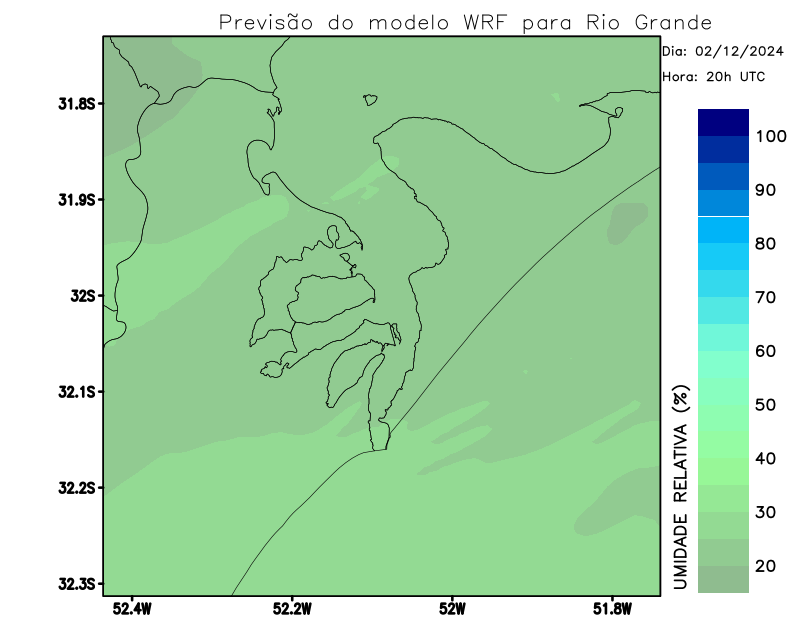 Previsão do modelo WRF para Rio Grande
Dia: 02/12/2024
Hora: 20h UTC
31.8S
31.9S
32S
32.1S
32.2S
32.3S
52.4W
52.2W
52W
51.8W
UMIDADE RELATIVA (%)
100
90
80
70
60
50
40
30
20